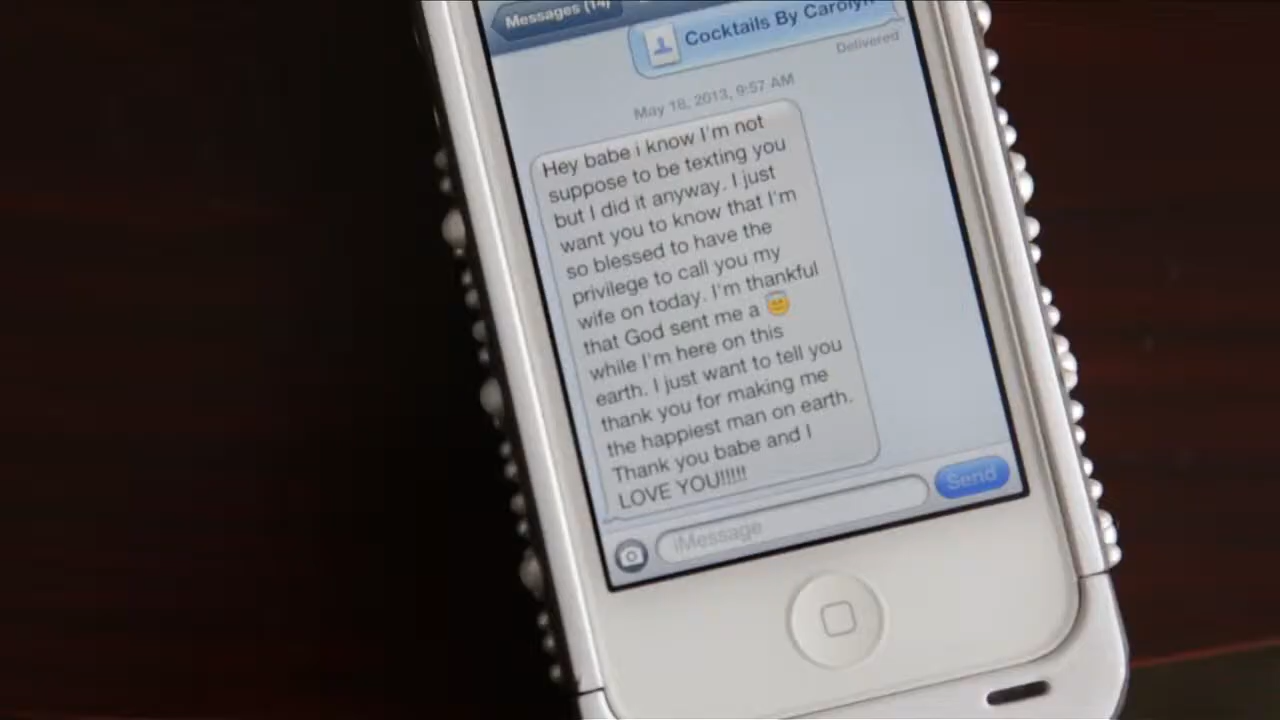 Messages (14)
Cocktails By Carolyn
Delivered
May 18, 2013, 9:57 AM
Hey babe i know I'm not
suppose to be texting you
but I did it anyway. I just
want you to know that I'm
so blessed to have the
privilege to call you my
wife on today. I'm thankful
that God sent me a 😇
while I'm here on this
earth. I just want to tell you
thank you for making me
the happiest man on earth.
Thank you babe and I
LOVE YOU!!!!!
iMessage
Send